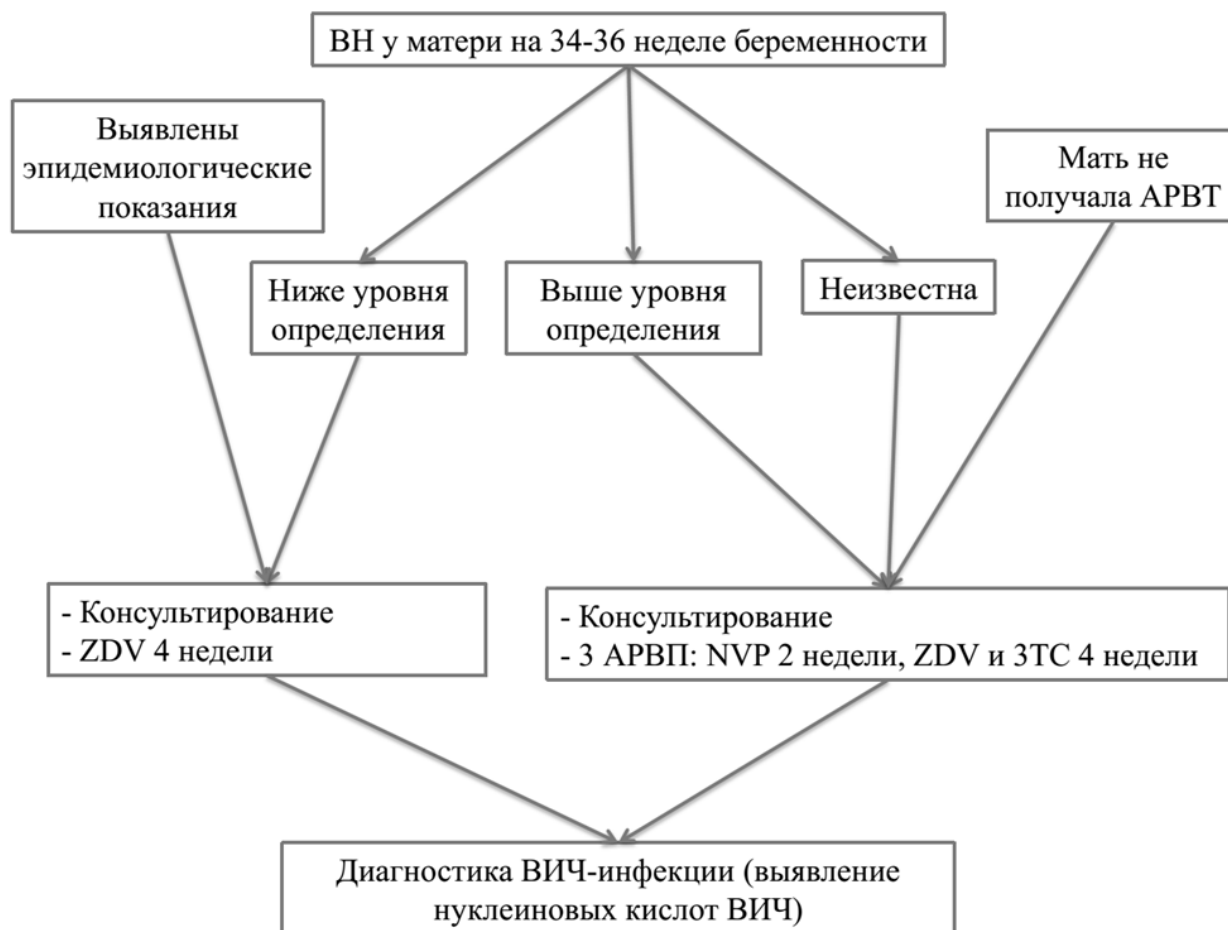 ВН у матери на 34-36 неделе беременности
Выявлены
эпидемиологические
показания
Мать не
получала АРВТ
Ниже уровня
определения
Выше уровня
определения
Неизвестна
- Консультирование
- ZDV 4 недели
- Консультирование
- 3 АРВП: NVP 2 недели, ZDV и 3ТС 4 недели
Диагностика ВИЧ-инфекции (выявление
нуклеиновых кислот ВИЧ)